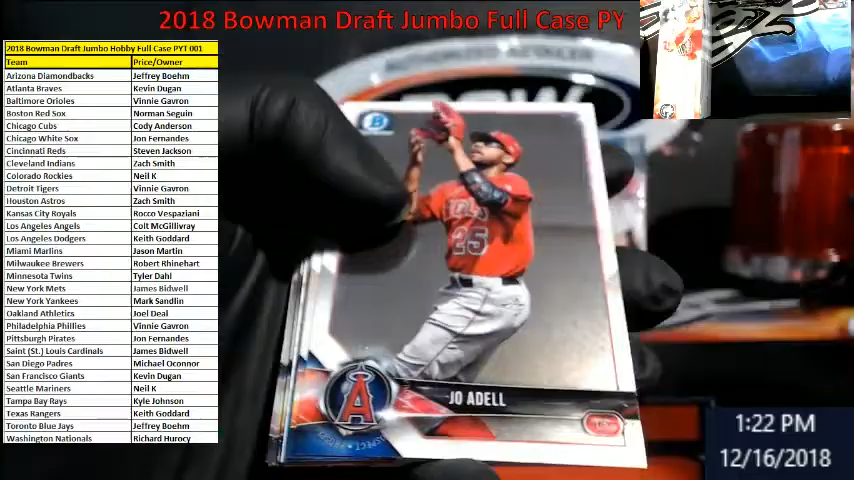 2018 Bowman Draft Jumbo Full Case PY
2018 Bowman Draft Jumbo Hobby Full Case PYT 001
Team Price/Owner
Arizona Diamondbacks Jeffrey Boehm
Atlanta Braves Kevin Dugan
Baltimore Orioles Vinnie Gavron
Boston Red Sox Norman Seguin
Chicago Cubs Cody Anderson
Chicago White Sox Jon Fernandes
Cincinnati Reds Steven Jackson
Cleveland Indians Zach Smith
Colorado Rockies Neil K
Detroit Tigers Vinnie Gavron
Houston Astros Zach Smith
Kansas City Royals Rocco Vespaziani
Los Angeles Angels Colt McGillivray
Los Angeles Dodgers Keith Goddard
Miami Marlins Jason Martin
Milwaukee Brewers Robert Rhinehart
Minnesota Twins Tyler Dahl
New York Mets James Bidwell
New York Yankees Mark Sandlin
Oakland Athletics Joel Deal
Philadelphia Phillies Vinnie Gavron
Pittsburgh Pirates Jon Fernandes
Saint (St.) Louis Cardinals James Bidwell
San Diego Padres Michael Oconnor
San Francisco Giants Kevin Dugan
Seattle Mariners Neil K
Tampa Bay Rays Kyle Johnson
Texas Rangers Keith Goddard
Toronto Blue Jays Jeffrey Boehm
Washington Nationals Richard Hurocy
25
A
JO ADELL
1:22 PM
12/16/2018